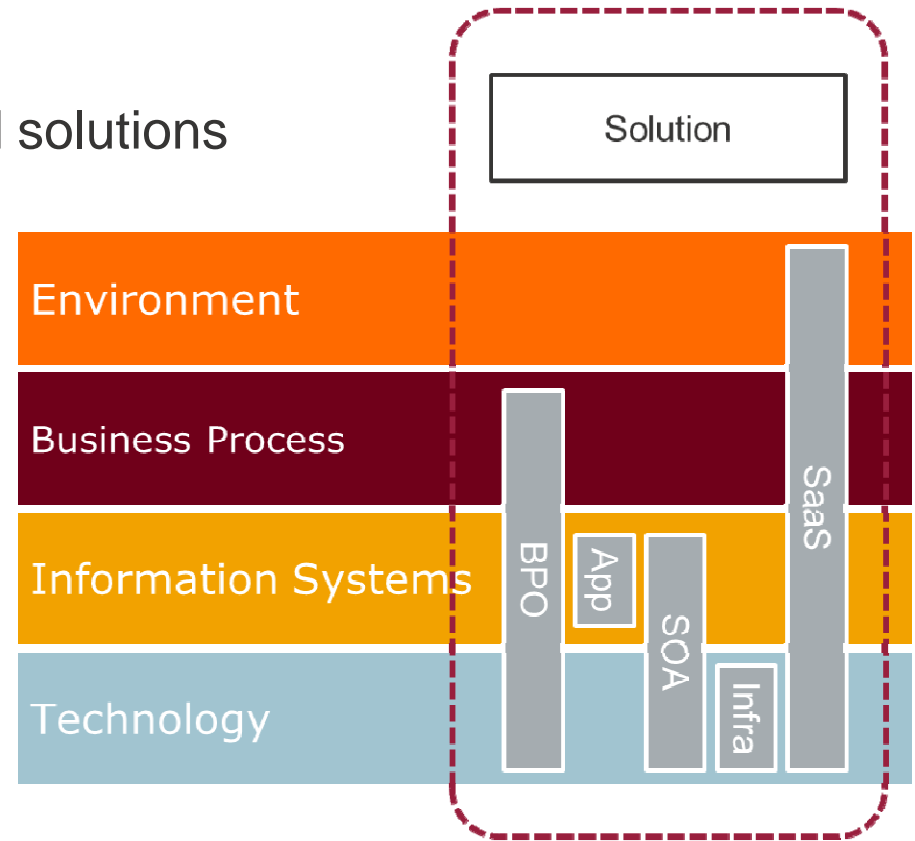 l solutions
Solution
Environment
Business Process
Information Systems
Technology
BPO
App
SOA
Infra
SaaS